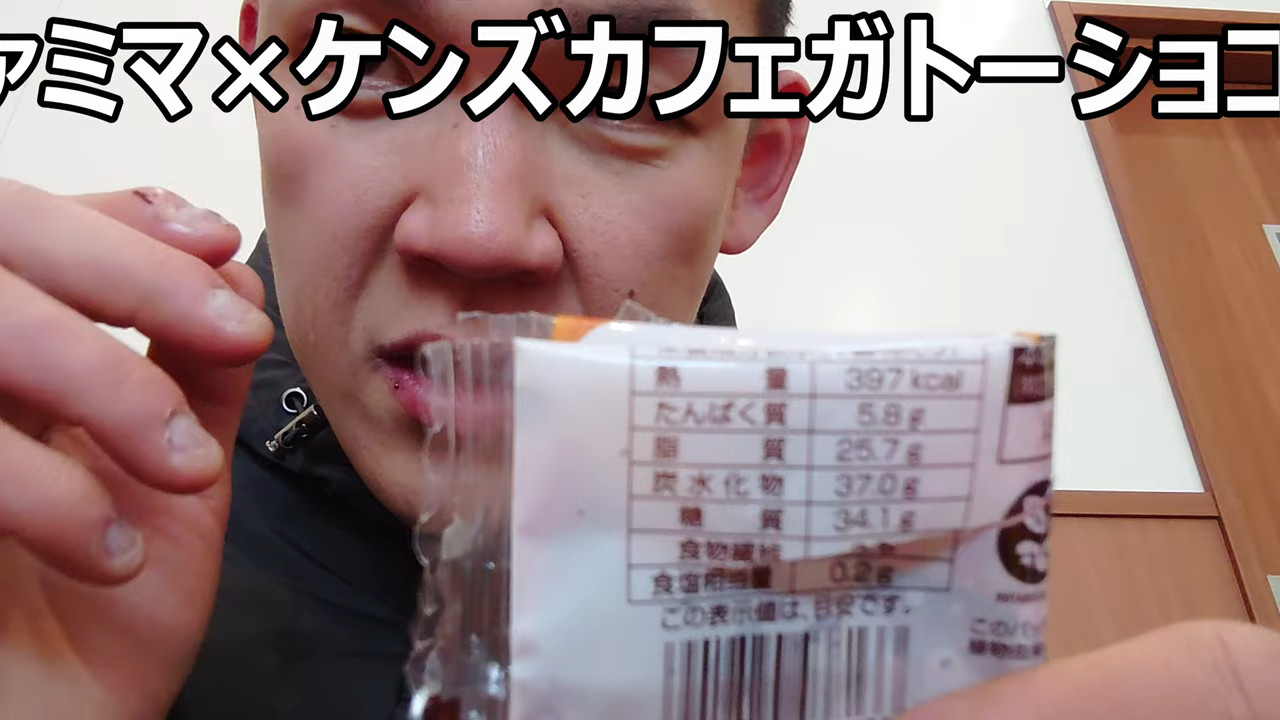 ァミマ×ケンズカフェガトーショコ
熱量 397 kcal
たんぱく質 5.8g
脂質 25.7g
炭水化物 37.0g
糖質 34.1g
食物繊維
食塩相当量 0.2g
この表示値は、目安です。